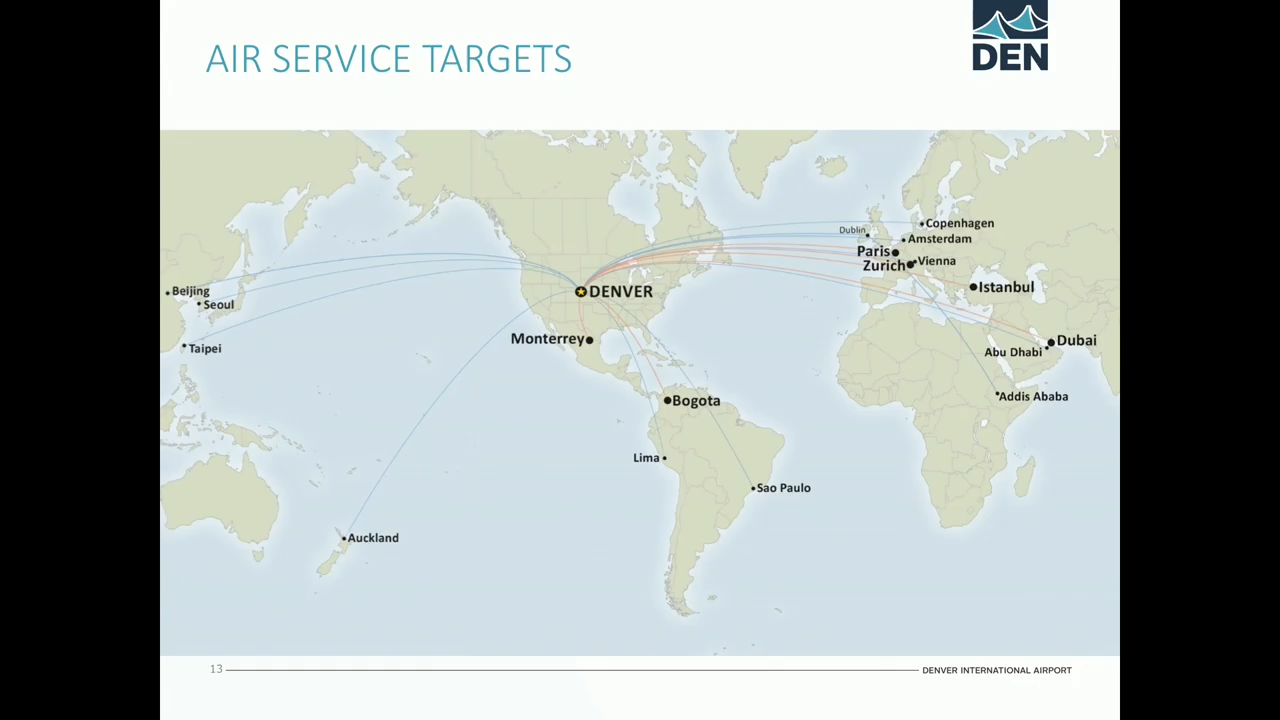 AIR SERVICE TARGETS
DEN
Copenhagen
Dublin
Amsterdam
Paris
Vienna
Zurich
Istanbul
Beijing
DENVER
Seoul
Monterrey
Dubai
Taipei
Abu Dhabi
Addis Ababa
Bogota
Lima
Sao Paulo
Auckland
13
DENVER INTERNATIONAL AIRPORT